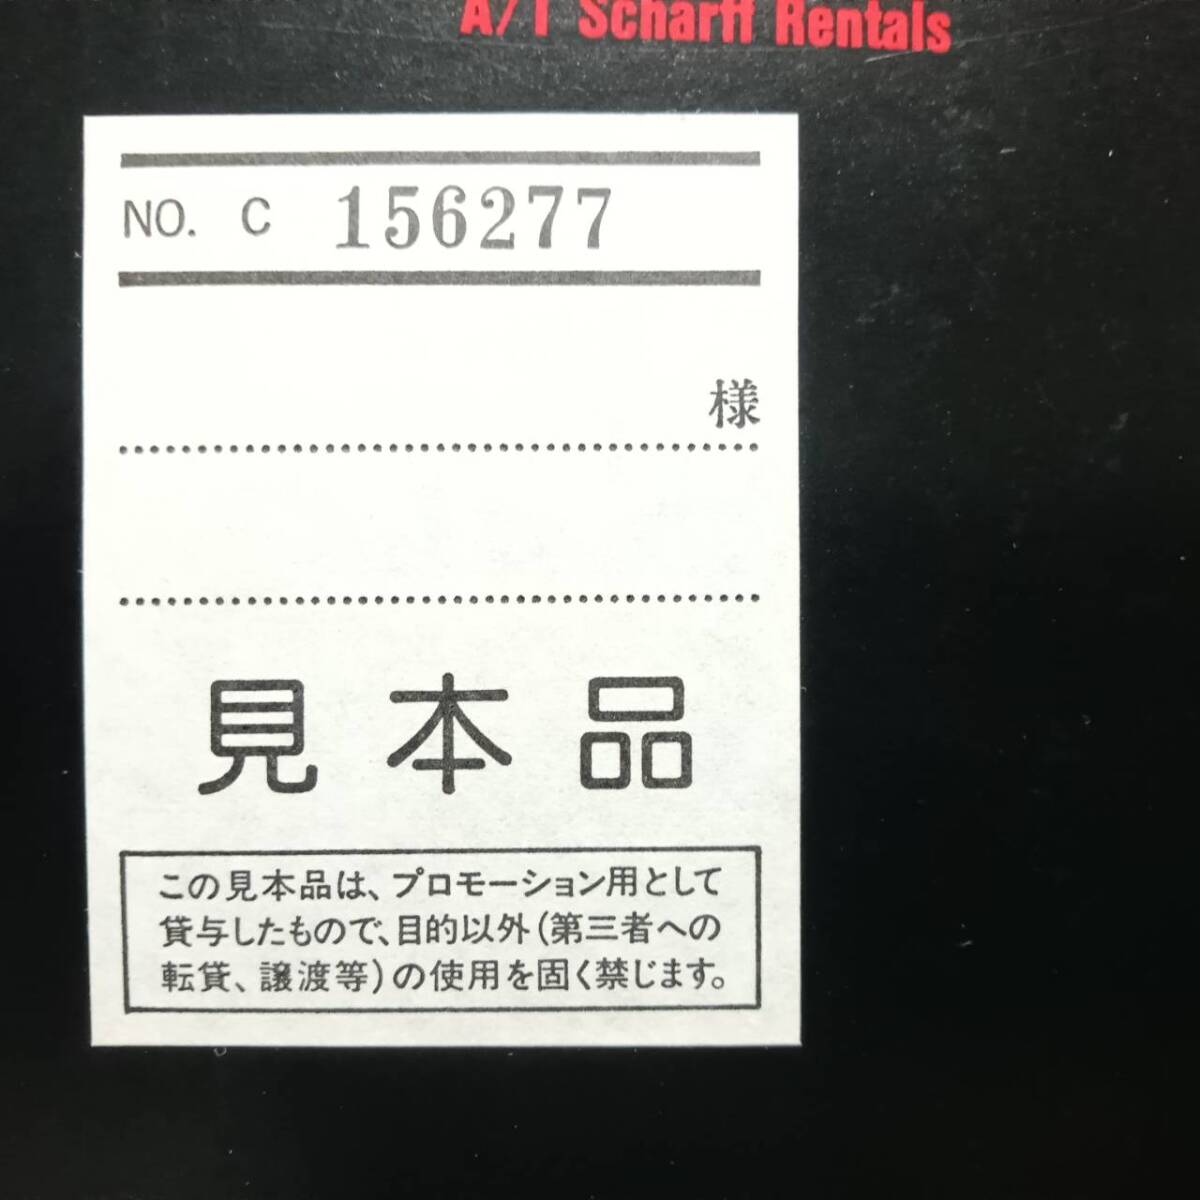 A/T Scharff Rentals
NO. C 156277
様
見本品
この見本品は、プロモーション用として
貸与したもので、目的以外(第三者への
転貸、譲渡等)の使用を固く禁じます。